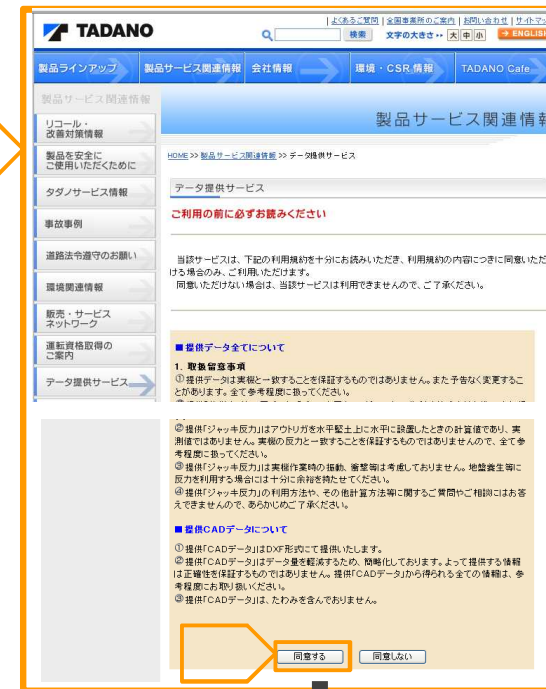 よくあるご質問 | 全国事業所のご案内 | お問い合わせ | サイトマッ
TADANO
検索 文字の大きさ 大 中 小 ENGLISH
製品ラインアップ 製品サービス関連情報 会社情報 環境・CSR情報 TADANO Cafe
製品サービス関連情報
リコール・
改善対策情報
製品を安全に
ご使用いただくために
タダノサービス情報
事故事例
道路法令遵守のお願い
環境関連情報
販売・サービス
ネットワーク
運転資格取得の
ご案内
データ提供サービス
製品サービス関連情報
HOME >> 製品サービス関連情報 >> データ提供サービス
データ提供サービス
ご利用の前に必ずお読みください
当該サービスは、下記の利用規約を十分にお読みいただき、利用規約の内容につきに同意いただ
ける場合のみ、ご利用いただけます。
同意いただけない場合は、当該サービスは利用できませんので、ご了承ください。
■提供データ全てについて
1. 取扱留意事項
①提供データは実機と一致することを保証するものではありません。また予告なく変更するこ
とがあります。全て参考程度に扱ってください。
②提供「ジャッキ反力」はアウトリガを水平堅土上に水平に設置したときの計算値であり、実
測値ではありません。実機の反力と一致することを保証するものではありませんので、全て参
考程度に扱ってください。
③提供「ジャッキ反力」は実機作業時の振動、衝撃等は考慮しておりません。地盤養生等に
反力を利用する場合には十分に余裕を持たせてください。
④提供「ジャッキ反力」の利用方法や、その他計算方法等に関するご質問やご相談にはお答
えできませんので、あらかじめご了承ください。
■提供CADデータについて
①提供「CADデータ」はDXF形式にて提供いたします。
②提供「CADデータ」はデータ量を軽減するため、簡略化しております。よって提供する情報
は正確性を保証するものではありません。提供「CADデータ」から得られる全ての情報は、参
考程度にお取り扱いください。
③提供「CADデータ」は、たわみを含んでおりません。
同意する 同意しない